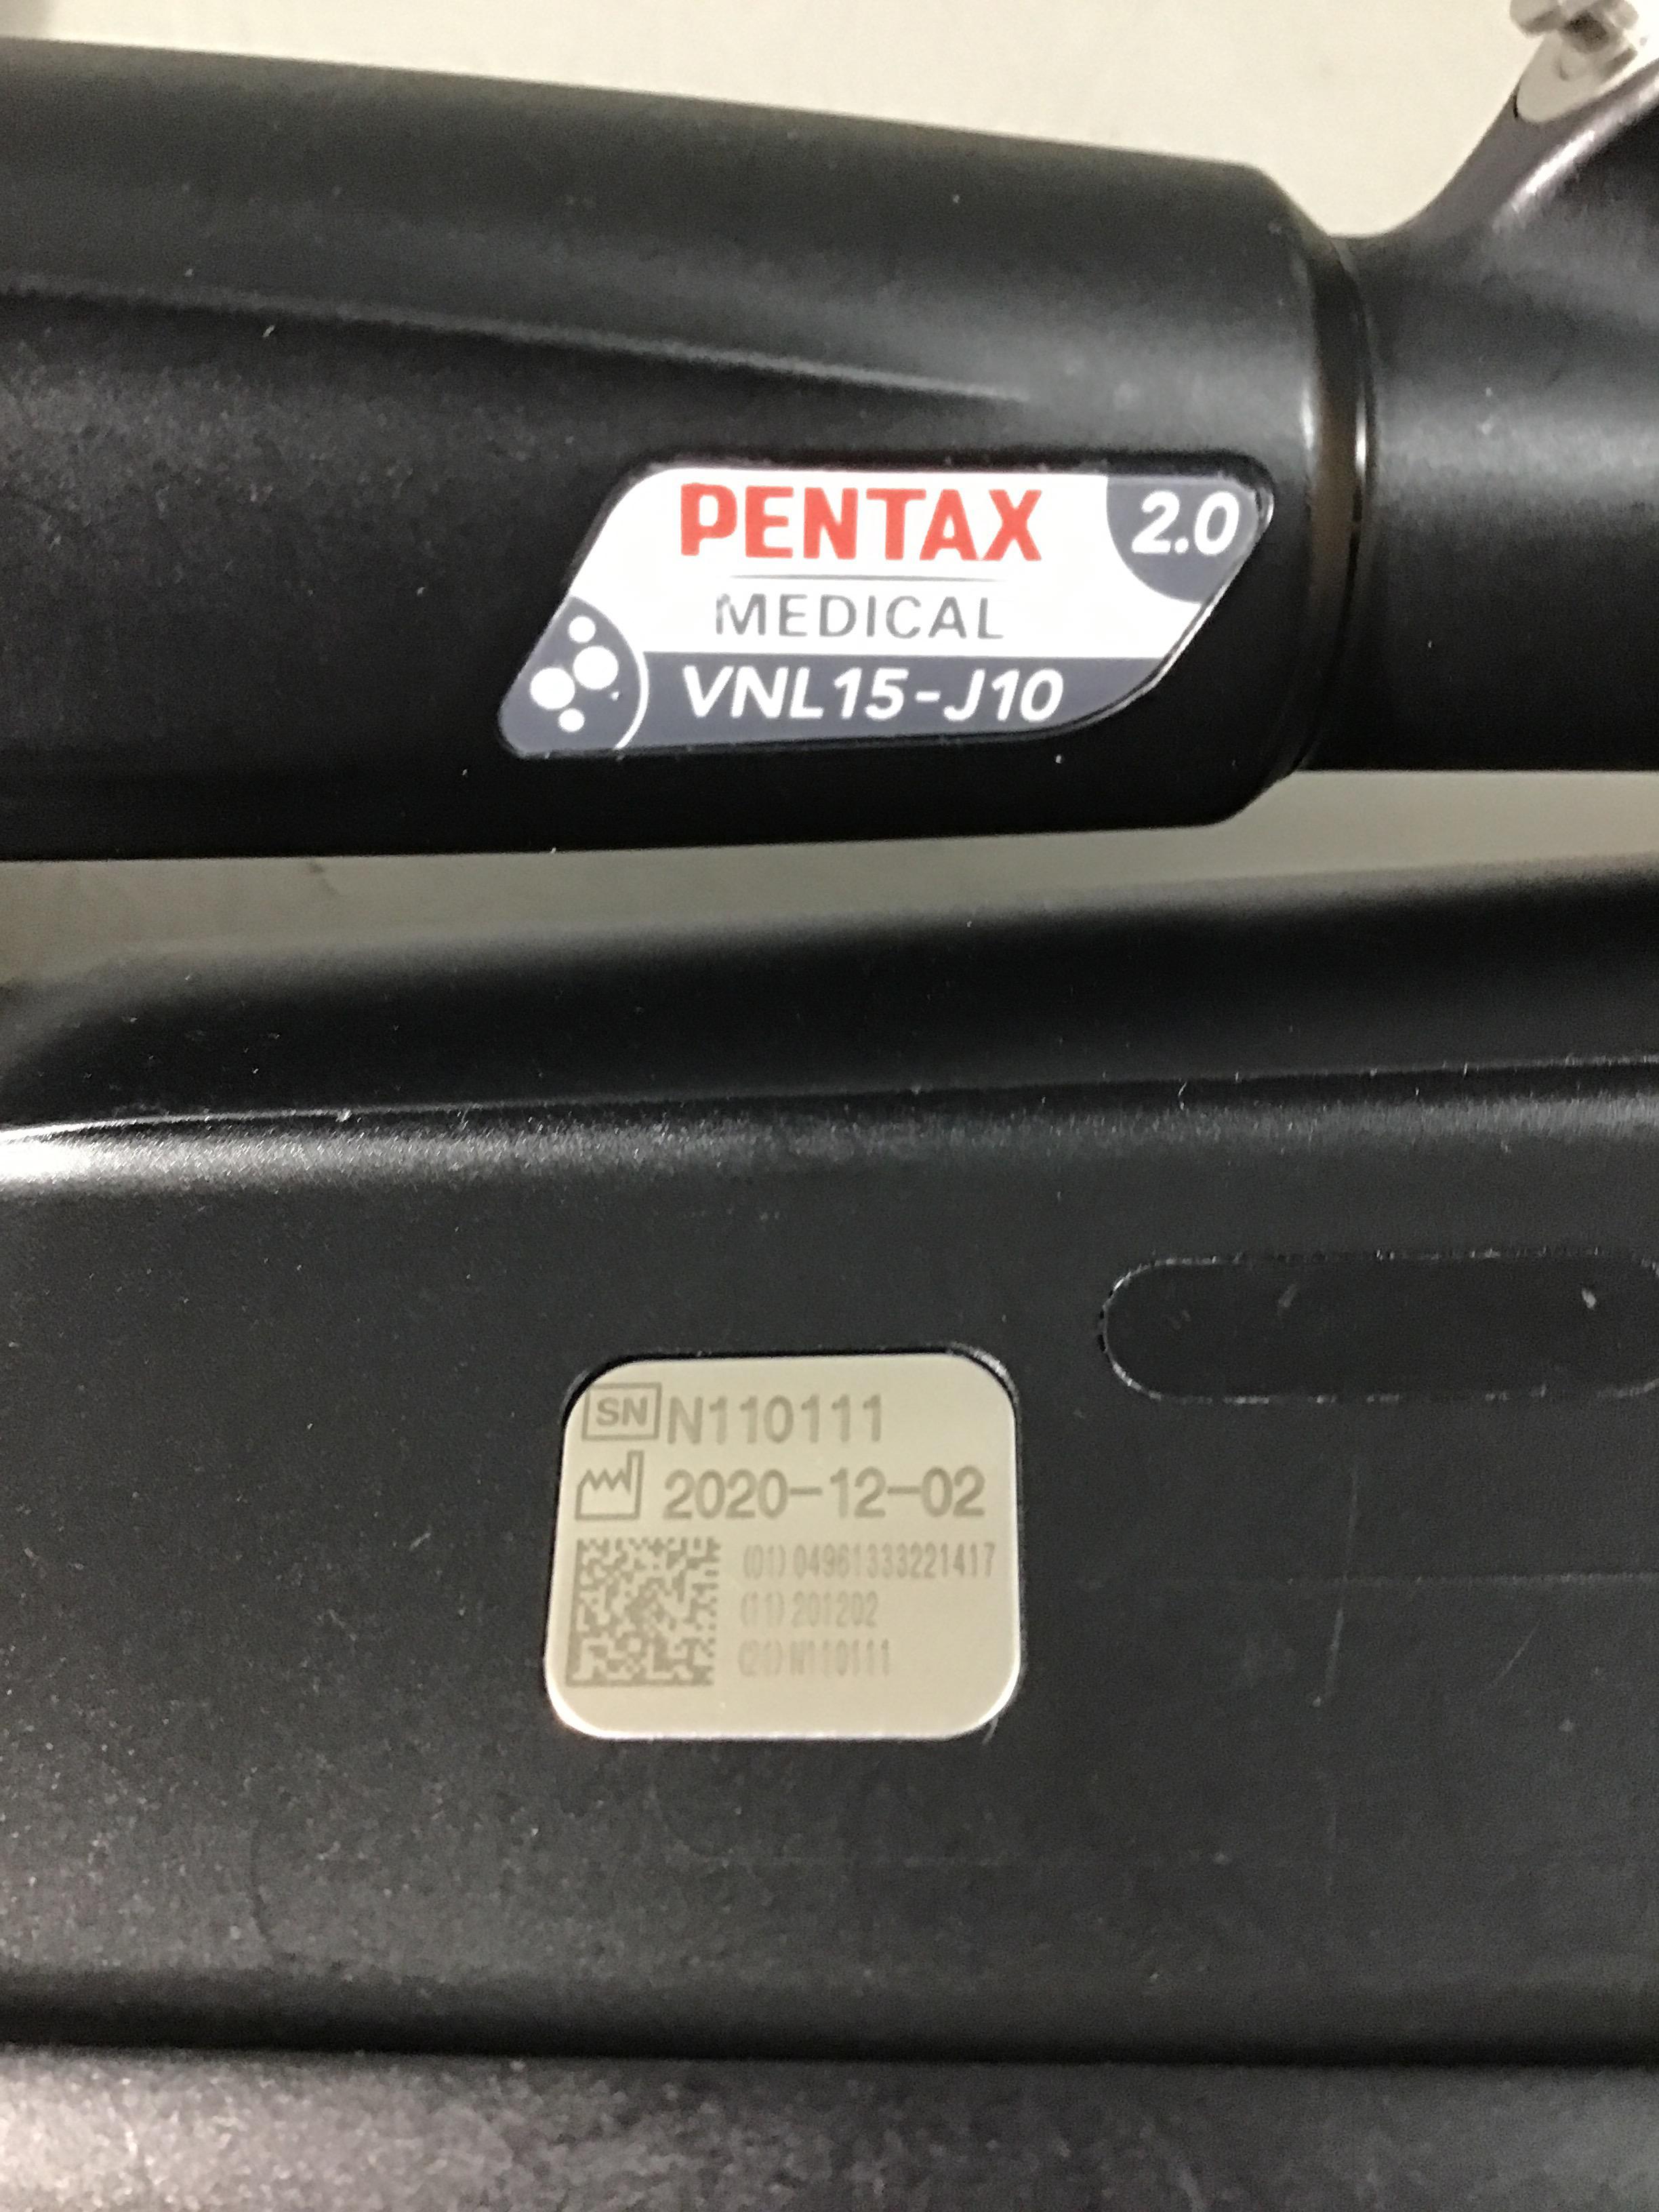 PENTAX
2.0
MEDICAL
VNL15-J10
SN N110111
2020-12-02
(01)04961333221417
(11)201202
(21)N110111